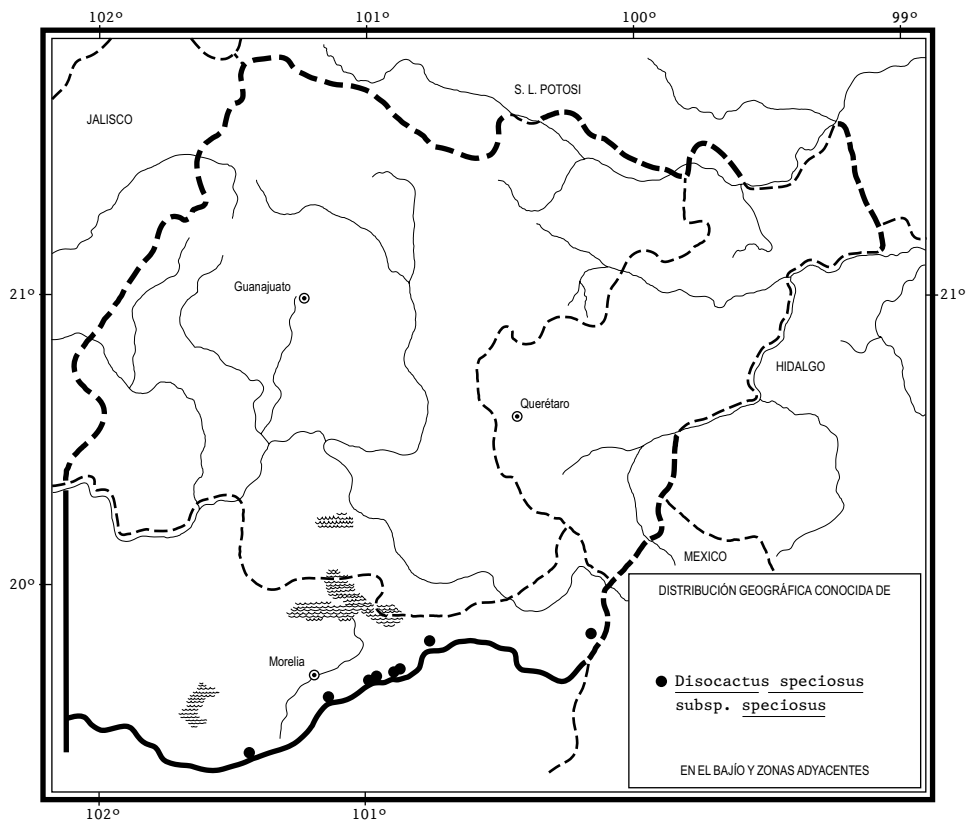 102º 101º 100º 99º
S. L. POTOSI
JALISCO
Guanajuato
21º 21º
HIDALGO
Querétaro
MEXICO
20º
DISTRIBUCIÓN GEOGRÁFICA CONOCIDA DE
Morelia
Disocactus speciosus
subsp. speciosus
EN EL BAJÍO Y ZONAS ADYACENTES
102º 101º